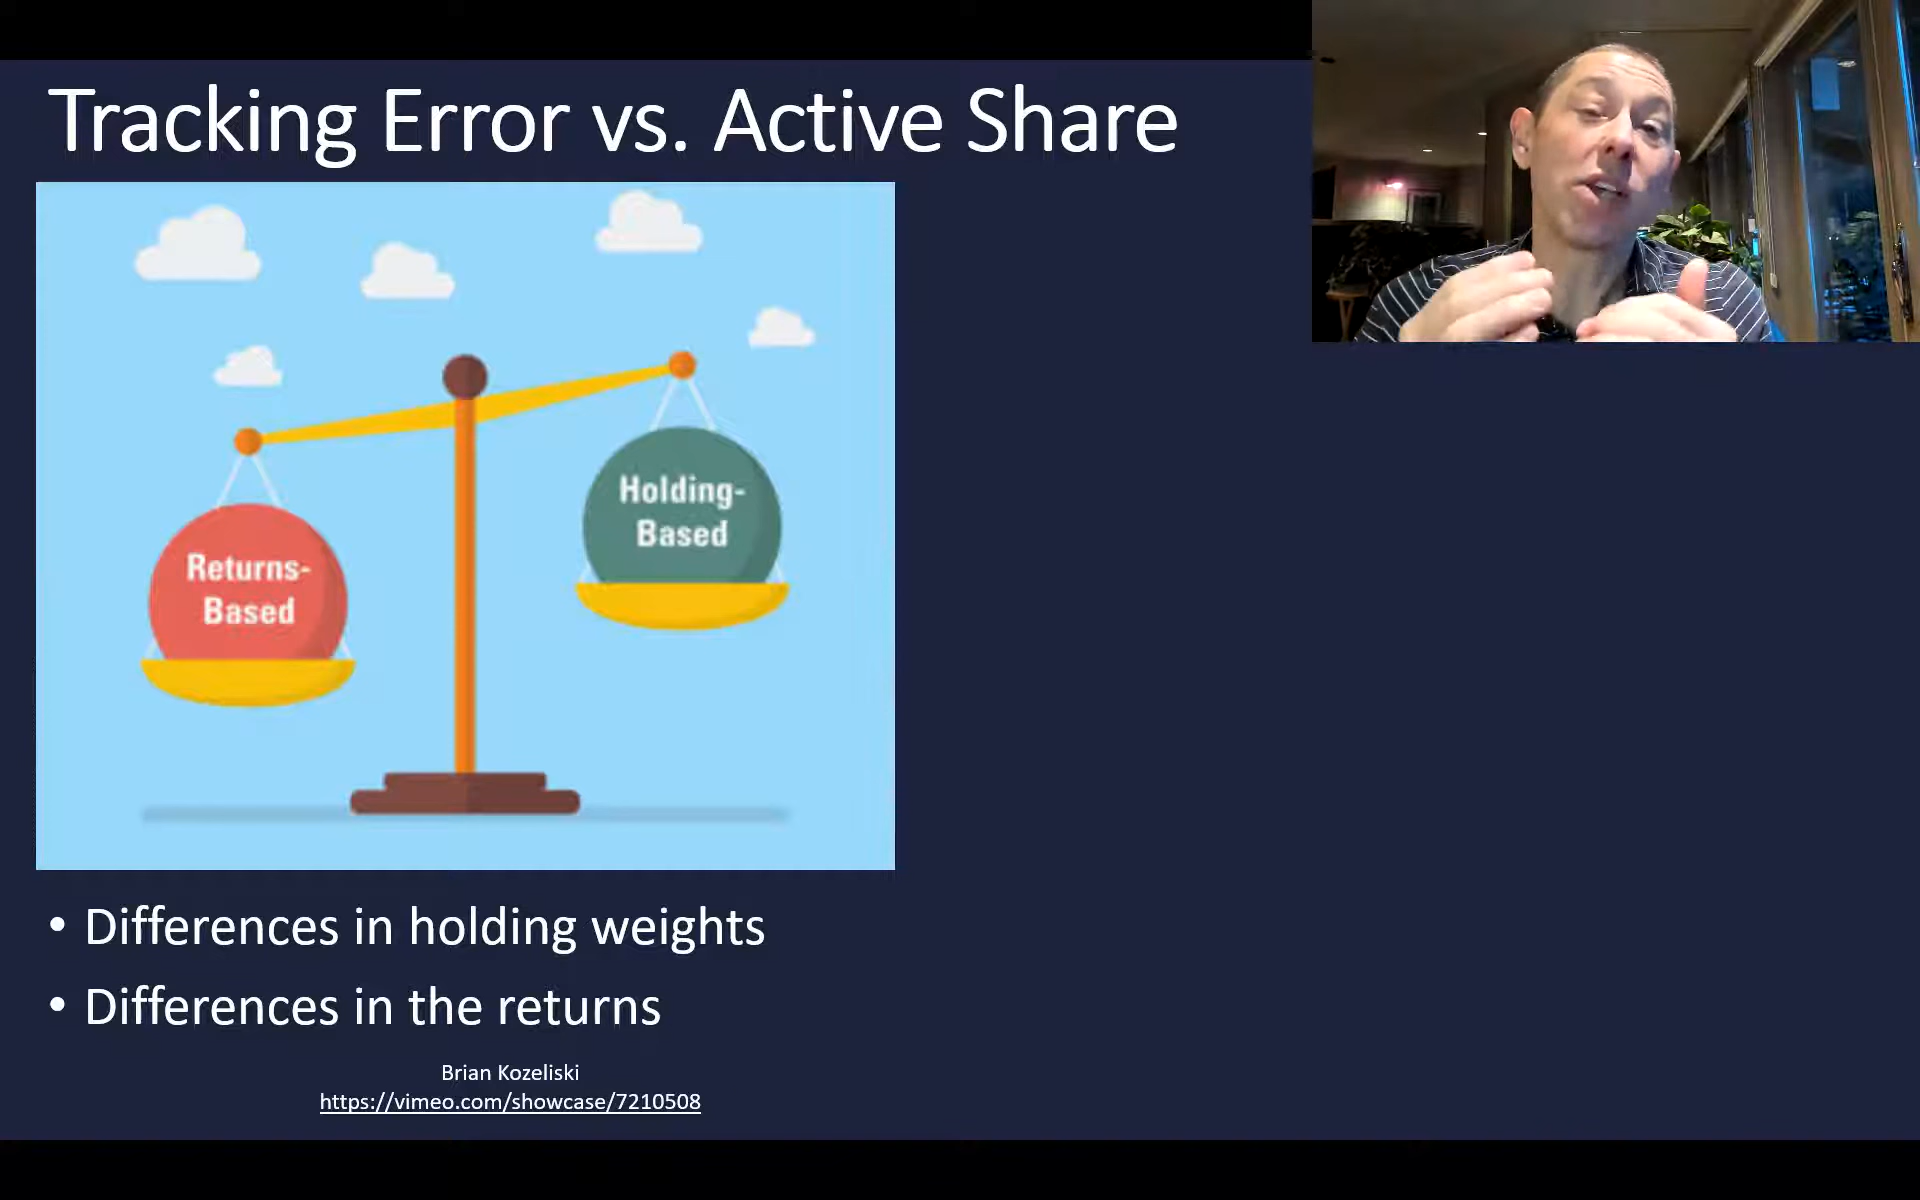 Tracking Error vs. Active Share
Returns-
Based
Holding-
Based
• Differences in holding weights
• Differences in the returns
Brian Kozeliski
https://vimeo.com/showcase/7210508